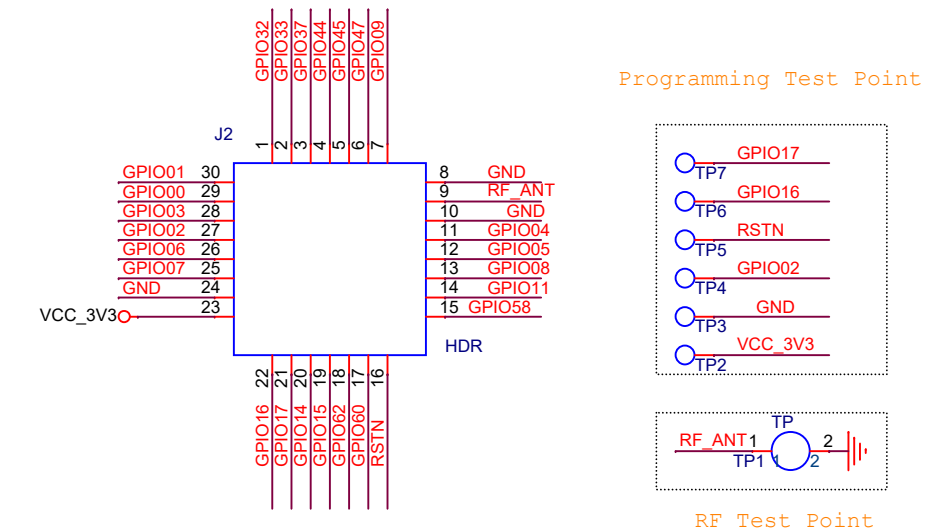 GPIO32
GPIO33
GPIO37
GPIO44
GPIO45
GPIO47
GPIO09
J2
1
2
3
4
5
6
7
GPIO01 30
GPIO00 29
GPIO03 28
GPIO02 27
GPIO06 26
GPIO07 25
GND 24
VCC_3V3 23
8 GND
9 RF_ANT
10 GND
11 GPIO04
12 GPIO05
13 GPIO08
14 GPIO11
15 GPIO58
HDR
22
21
20
19
18
17
16
GPIO16
GPIO17
GPIO14
GPIO15
GPIO62
GPIO60
RSTN
Programming Test Point
GPIO17
TP7
GPIO16
TP6
RSTN
TP5
GPIO02
TP4
GND
TP3
VCC_3V3
TP2
TP
RF_ANT 1 2
TP1 1 2
RF Test Point